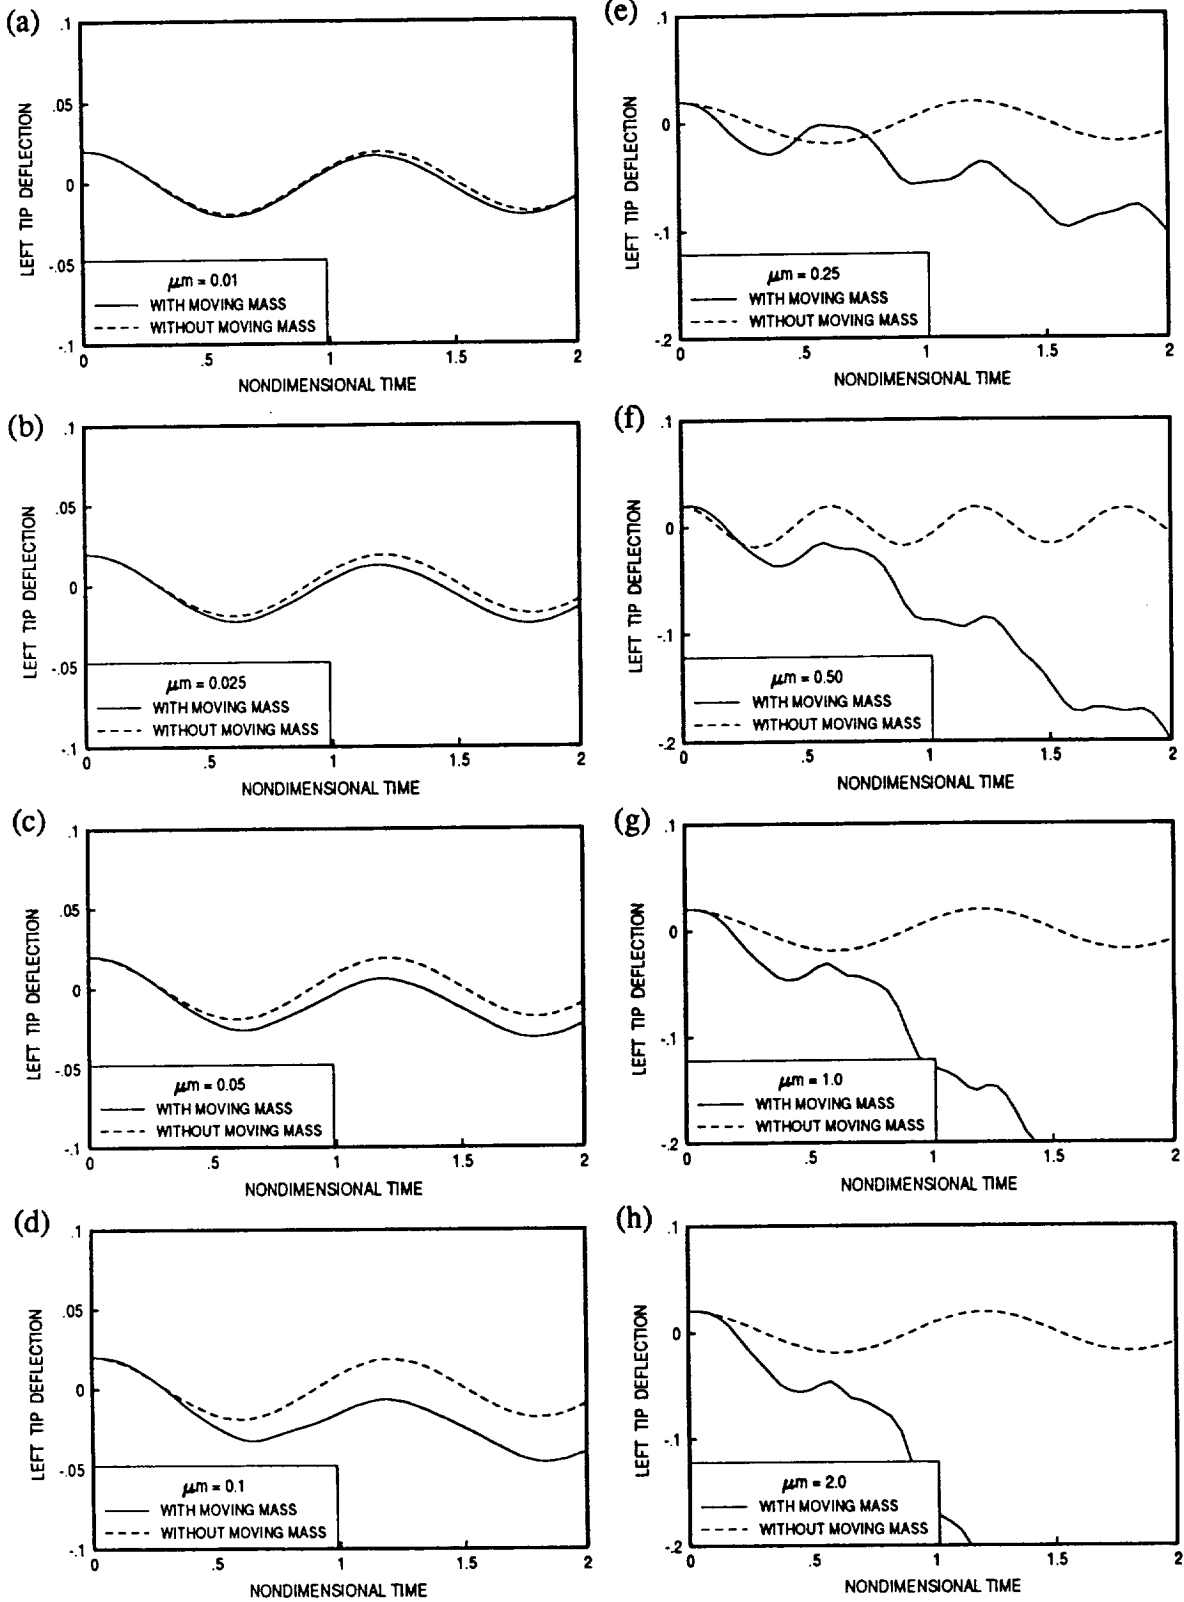 (a)
.1
.05
0
-.05
-.1
LEFT TIP DEFLECTION
μm = 0.01
WITH MOVING MASS
WITHOUT MOVING MASS
0 .5 1 1.5 2
NONDIMENSIONAL TIME
(b)
.1
.05
0
-.05
-.1
LEFT TIP DEFLECTION
μm = 0.025
WITH MOVING MASS
WITHOUT MOVING MASS
0 .5 1 1.5 2
NONDIMENSIONAL TIME
(c)
.1
.05
0
-.05
-.1
LEFT TIP DEFLECTION
μm = 0.05
WITH MOVING MASS
WITHOUT MOVING MASS
0 .5 1 1.5 2
NONDIMENSIONAL TIME
(d)
.1
.05
0
-.05
-.1
LEFT TIP DEFLECTION
μm = 0.1
WITH MOVING MASS
WITHOUT MOVING MASS
0 .5 1 1.5 2
NONDIMENSIONAL TIME
(e)
.1
0
-.1
-.2
LEFT TIP DEFLECTION
μm = 0.25
WITH MOVING MASS
WITHOUT MOVING MASS
0 .5 1 1.5 2
NONDIMENSIONAL TIME
(f)
.1
0
-.1
-.2
LEFT TIP DEFLECTION
μm = 0.50
WITH MOVING MASS
WITHOUT MOVING MASS
0 .5 1 1.5 2
NONDIMENSIONAL TIME
(g)
.1
0
-.1
-.2
LEFT TIP DEFLECTION
μm = 1.0
WITH MOVING MASS
WITHOUT MOVING MASS
0 .5 1 1.5 2
NONDIMENSIONAL TIME
(h)
.1
0
-.1
-.2
LEFT TIP DEFLECTION
μm = 2.0
WITH MOVING MASS
WITHOUT MOVING MASS
0 .5 1 1.5 2
NONDIMENSIONAL TIME